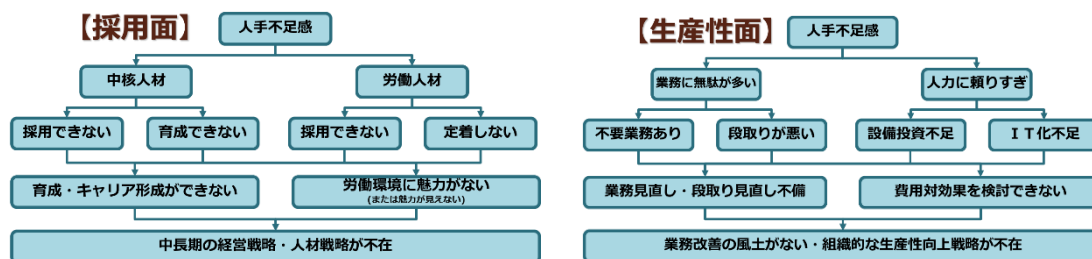 【採用面】
人手不足感
中核人材
労働人材
採用できない
育成できない
採用できない
定着しない
育成・キャリア形成ができない
労働環境に魅力がない
(または魅力が見えない)
中長期の経営戦略・人材戦略が不在
【生産性面】
人手不足感
業務に無駄が多い
人力に頼りすぎ
不要業務あり
段取りが悪い
設備投資不足
ＩＴ化不足
業務見直し・段取り見直し不備
費用対効果を検討できない
業務改善の風土がない・組織的な生産性向上戦略が不在